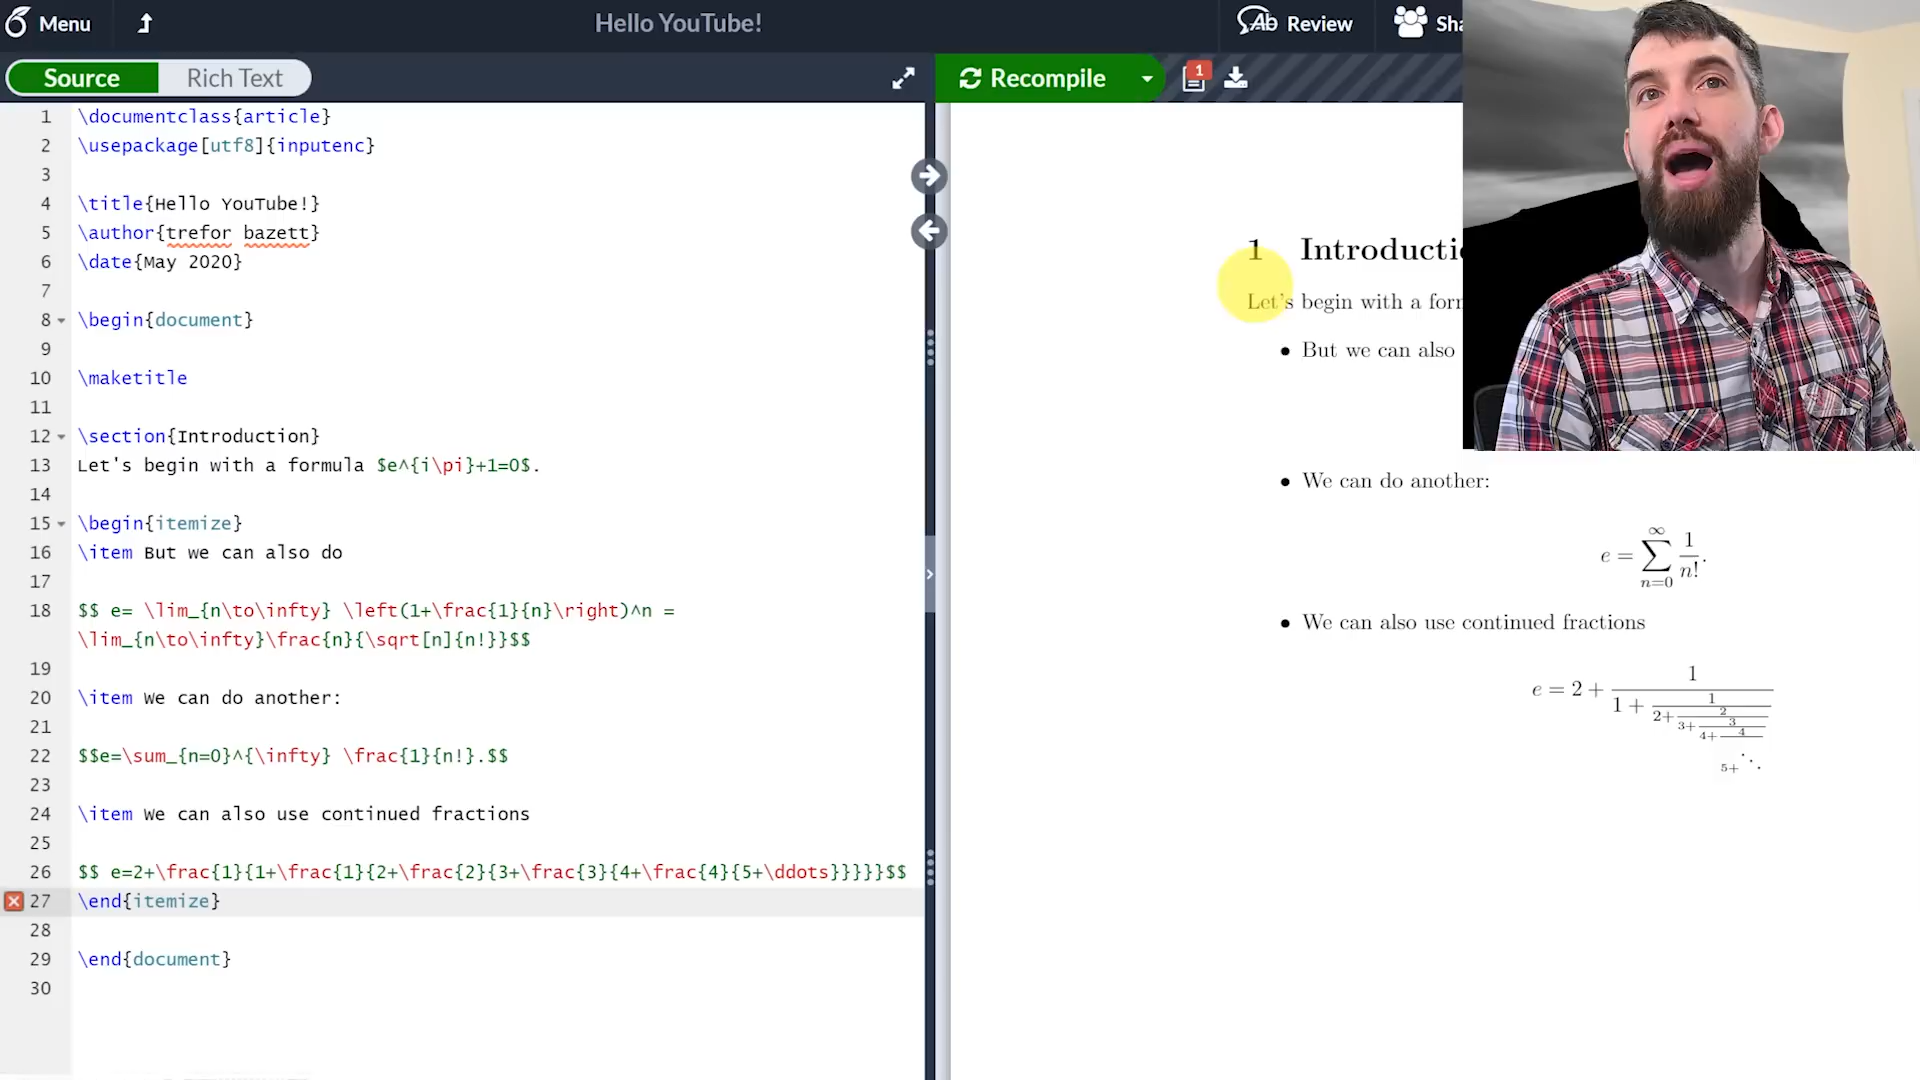 Menu
Hello YouTube!
Review
Sha
Source
Rich Text
Recompile
1
1 \documentclass{article}
2 \usepackage[utf8]{inputenc}
3
4 \title{Hello YouTube!}
5 \author{trefor bazett}
6 \date{May 2020}
7
8 \begin{document}
9
10 \maketitle
11
12 \section{Introduction}
13 Let's begin with a formula $e^{i\pi}+1=0$.
14
15 \begin{itemize}
16 \item But we can also do
17
18 $$ e= \lim_{n\to\infty} \left(1+\frac{1}{n}\right)^n =
\lim_{n\to\infty}\frac{n}{\sqrt[n]{n!}}$$
19
20 \item We can do another:
21
22 $$e=\sum_{n=0}^{\infty} \frac{1}{n!}.$$
23
24 \item We can also use continued fractions
25
26 $$ e=2+\frac{1}{1+\frac{1}{2+\frac{2}{3+\frac{3}{4+\frac{4}{5+\ddots}}}}}$$
27 \end{itemize}
28
29 \end{document}
30
1 Introductio
Let's begin with a for
• But we can also
• We can do another:
∞
e = ∑ 1/n!.
n=0
• We can also use continued fractions
1
e = 2 +
1 + 1
2+ 2
3+ 3
4+ 4
5+ ⋱